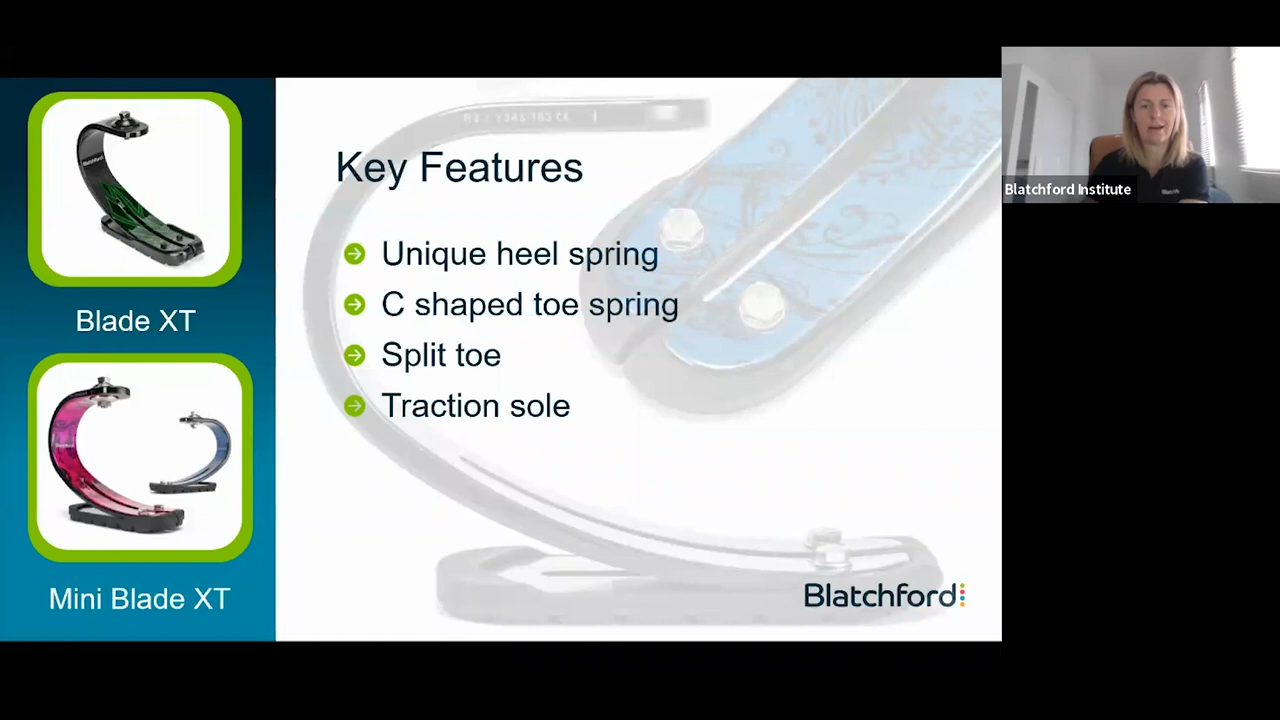 Blade XT
Mini Blade XT
Key Features
Unique heel spring
C shaped toe spring
Split toe
Traction sole
Blatchford
Blatchford Institute